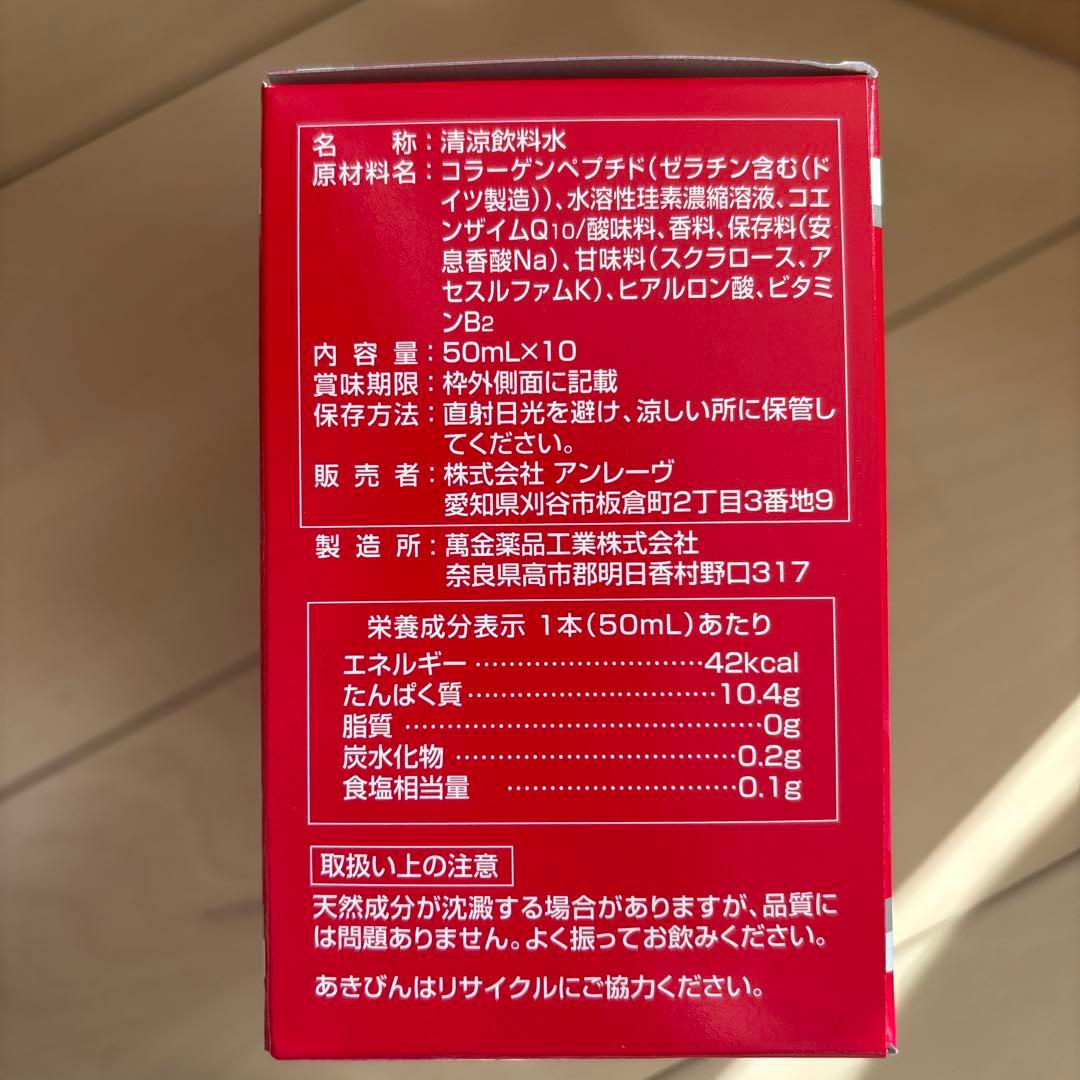 名称：清涼飲料水
原材料名：コラーゲンペプチド（ゼラチン含む（ド
イツ製造））、水溶性珪素濃縮溶液、コエ
ンザイムQ10/酸味料、香料、保存料（安
息香酸Na）、甘味料（スクラロース、ア
セスルファムK）、ヒアルロン酸、ビタミ
ンB2
内容量：50mL×10
賞味期限：枠外側面に記載
保存方法：直射日光を避け、涼しい所に保管し
てください。
販売者：株式会社 アンレーヴ
愛知県刈谷市板倉町2丁目3番地9
製造所：萬金薬品工業株式会社
奈良県高市郡明日香村野口317
栄養成分表示 1本（50mL）あたり
エネルギー……………………42kcal
たんぱく質……………………10.4g
脂質……………………0g
炭水化物……………………0.2g
食塩相当量……………………0.1g
取扱い上の注意
天然成分が沈澱する場合がありますが、品質に
は問題ありません。よく振ってお飲みください。
あきびんはリサイクルにご協力ください。